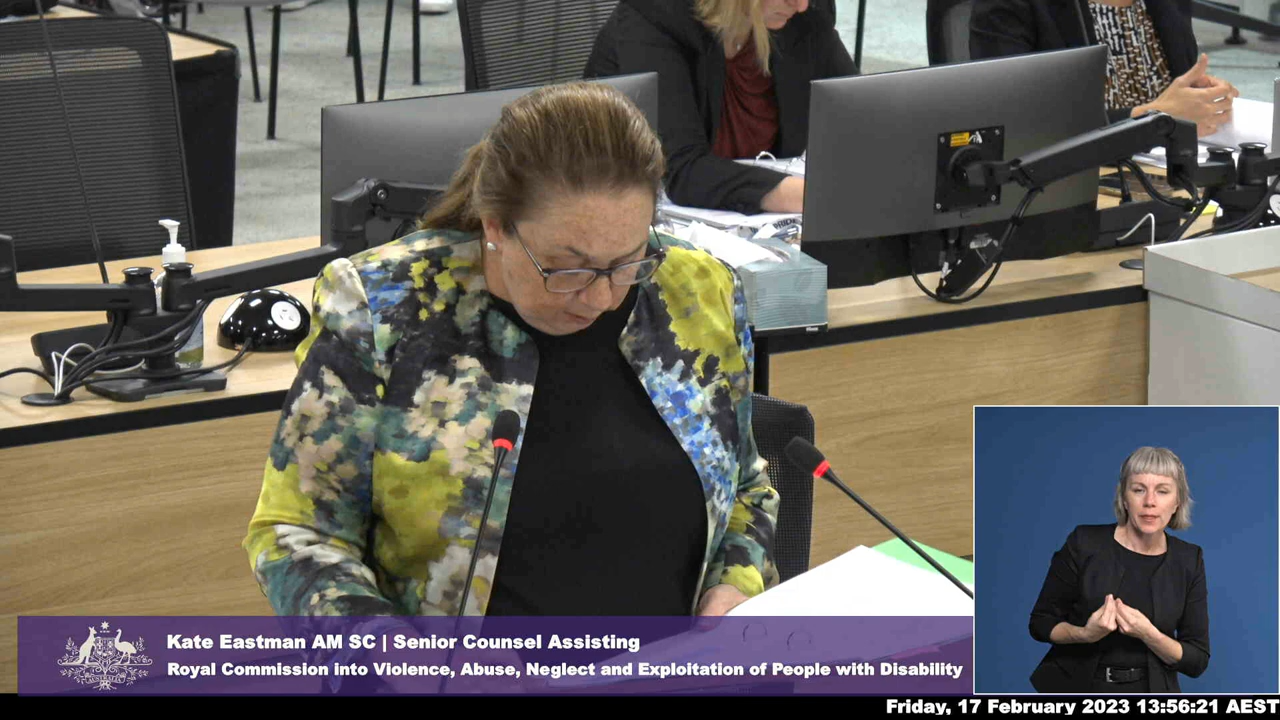 Kate Eastman AM SC | Senior Counsel Assisting
Royal Commission into Violence, Abuse, Neglect and Exploitation of People with Disability
Friday, 17 February 2023 13:56:21 AEST